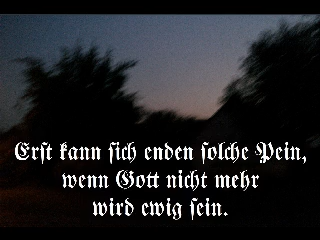 Erſt kann ſich enden ſolche Pein,
wenn Gott nicht mehr
wird ewig ſein.